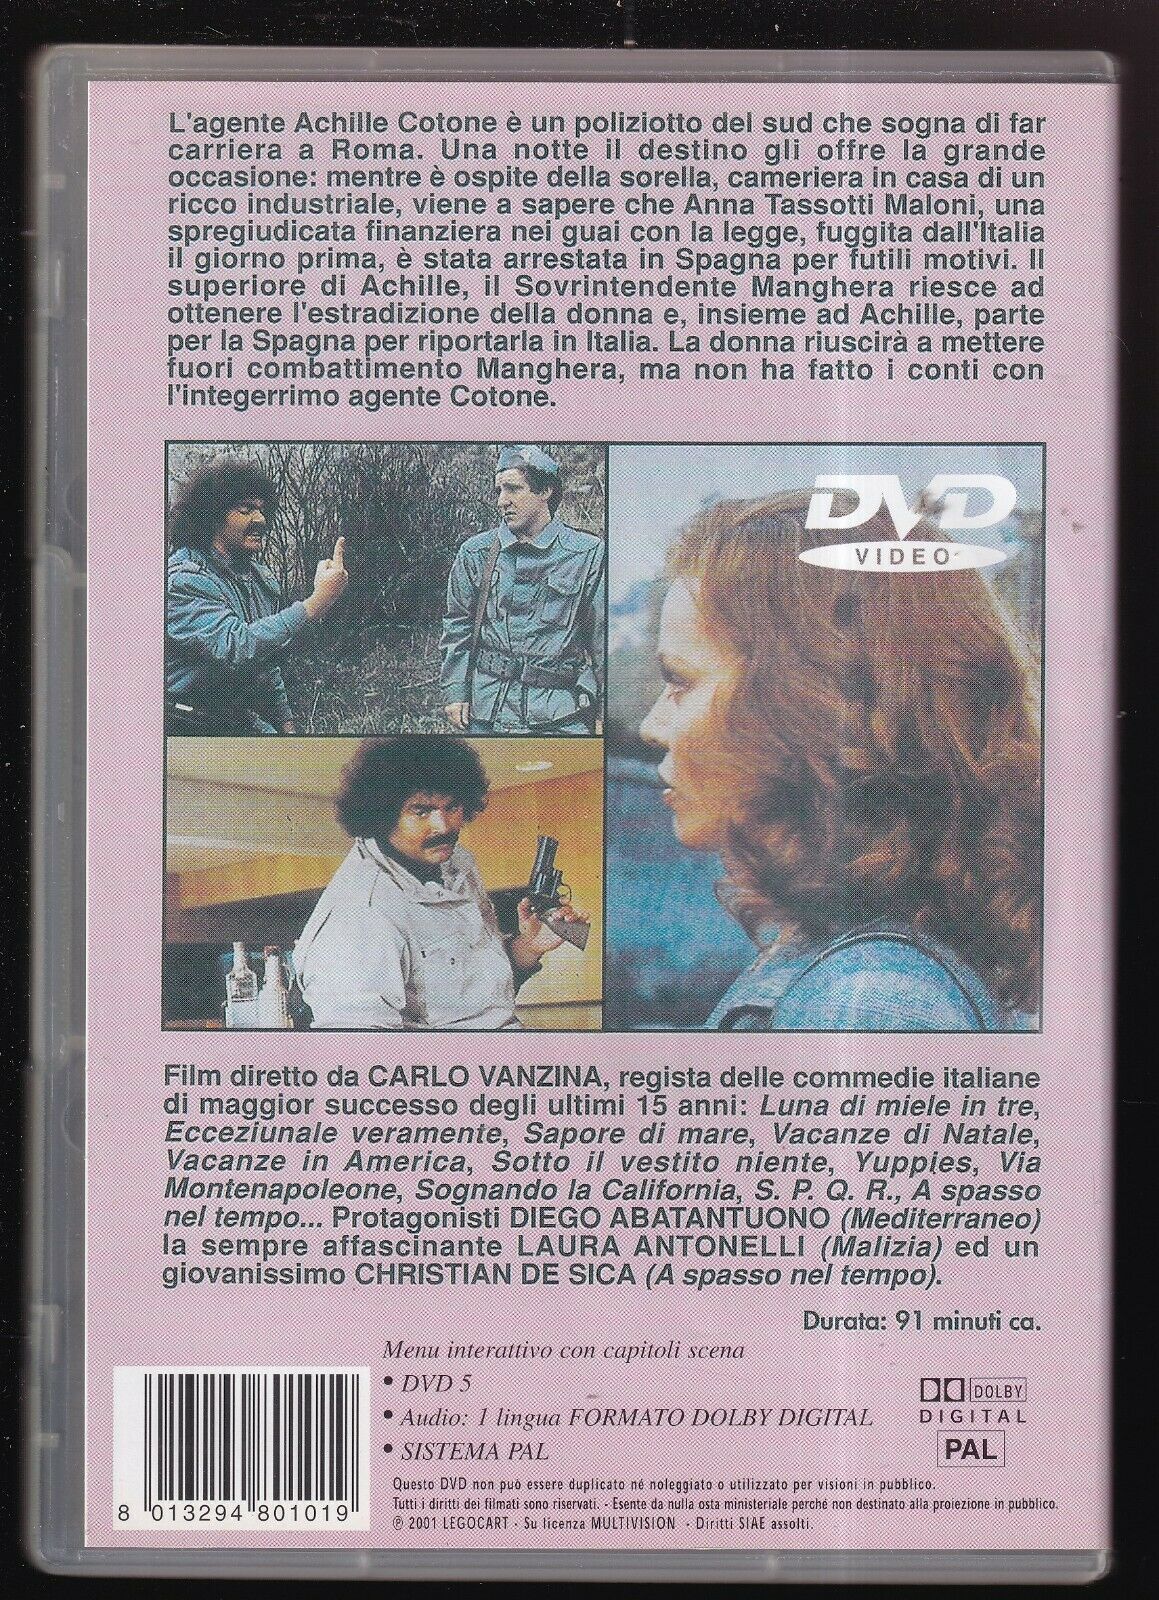 L'agente Achille Cotone è un poliziotto del sud che sogna di far
carriera a Roma. Una notte il destino gli offre la grande
occasione: mentre è ospite della sorella, cameriera in casa di un
ricco industriale, viene a sapere che Anna Tassotti Maloni, una
spregiudicata finanziera nei guai con la legge, fuggita dall'Italia
il giorno prima, è stata arrestata in Spagna per futili motivi. Il
superiore di Achille, il Sovrintendente Manghera riesce ad
ottenere l'estradizione della donna e, insieme ad Achille, parte
per la Spagna per riportarla in Italia. La donna riuscirà a mettere
fuori combattimento Manghera, ma non ha fatto i conti con
l'integerrimo agente Cotone.
DVD
VIDEO
Film diretto da CARLO VANZINA, regista delle commedie italiane
di maggior successo degli ultimi 15 anni: Luna di miele in tre,
Ecceziunale veramente, Sapore di mare, Vacanze di Natale,
Vacanze in America, Sotto il vestito niente, Yuppies, Via
Montenapoleone, Sognando la California, S. P. Q. R., A spasso
nel tempo... Protagonisti DIEGO ABATANTUONO (Mediterraneo)
la sempre affascinante LAURA ANTONELLI (Malizia) ed un
giovanissimo CHRISTIAN DE SICA (A spasso nel tempo).
Durata: 91 minuti ca.
Menu interattivo con capitoli scena
• DVD 5
• Audio: 1 lingua FORMATO DOLBY DIGITAL
• SISTEMA PAL
DOLBY
DIGITAL
PAL
Questo DVD non può essere duplicato né noleggiato o utilizzato per visioni in pubblico.
Tutti i diritti dei filmati sono riservati. - Esente da nulla osta ministeriale perché non destinato alla proiezione in pubblico.
℗ 2001 LEGOCART - Su licenza MULTIVISION - Diritti SIAE assolti.
8 013294 801019